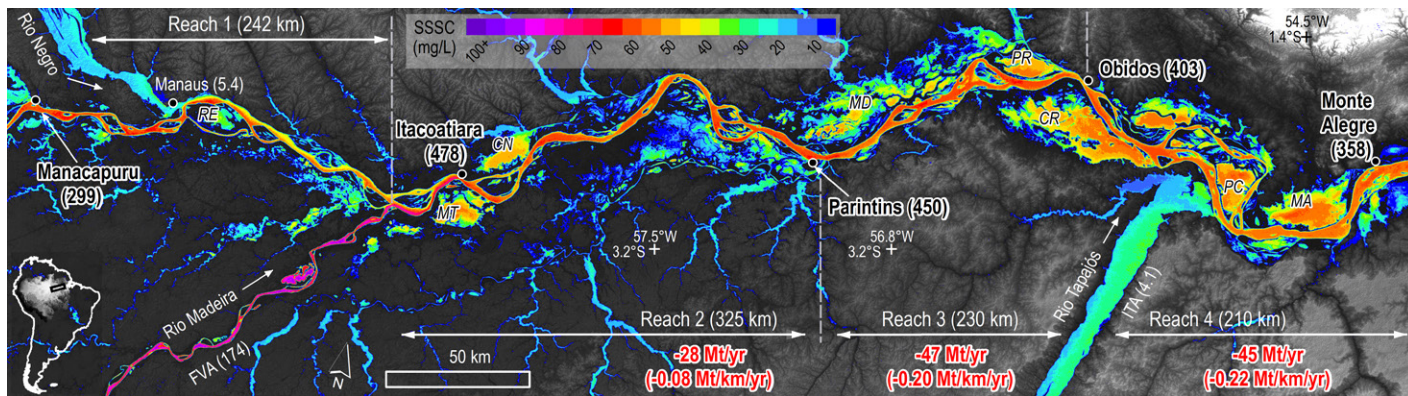 Reach 1 (242 km)
SSSC
(mg/L)
100+
90
80
70
60
50
40
30
20
10
54.5°W
1.4°S
Rio Negro
Manaus (5.4)
RE
Manacapuru
(299)
Itacoatiara
(478)
CN
MT
MD
PR
Obidos (403)
CR
Monte
Alegre
(358)
PC
MA
Parintins (450)
57.5°W
3.2°S
56.8°W
3.2°S
Rio Madeira
FVA (174)
Rio Tapajós
ITA (4.1)
N
50 km
Reach 2 (325 km)
-28 Mt/yr
(-0.08 Mt/km/yr)
Reach 3 (230 km)
-47 Mt/yr
(-0.20 Mt/km/yr)
Reach 4 (210 km)
-45 Mt/yr
(-0.22 Mt/km/yr)